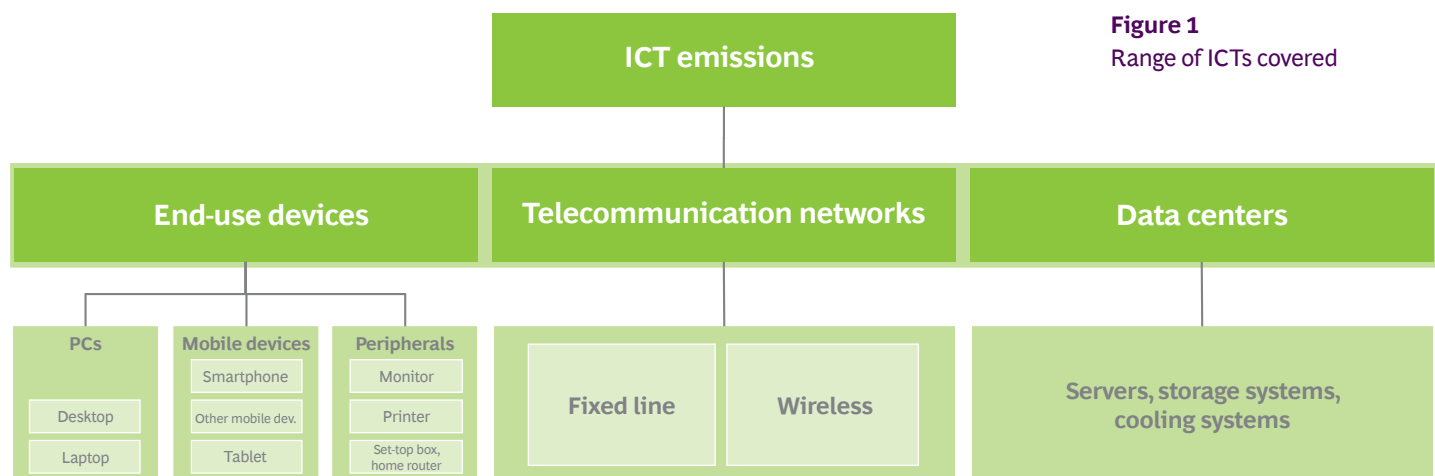 Figure 1
Range of ICTs covered
ICT emissions
End-use devices
Telecommunication networks
Data centers
PCs
Desktop
Laptop
Mobile devices
Smartphone
Other mobile dev.
Tablet
Peripherals
Monitor
Printer
Set-top box,
home router
Fixed line
Wireless
Servers, storage systems,
cooling systems